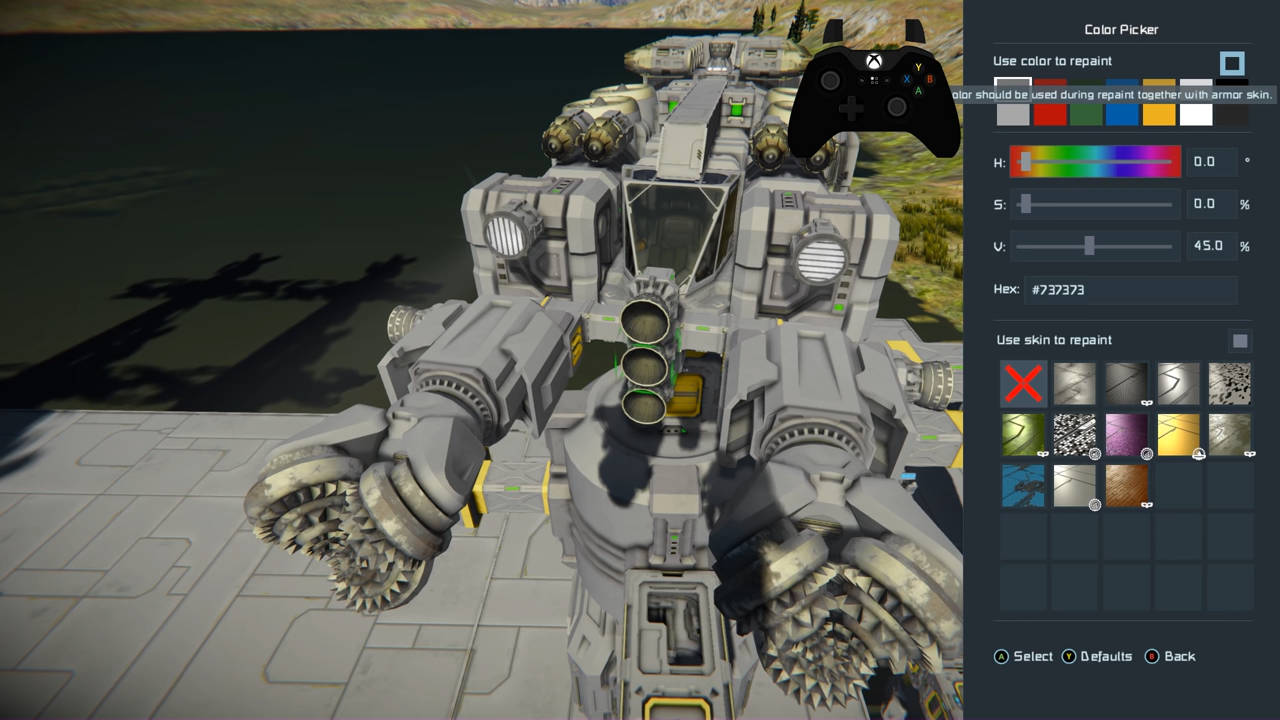 Color Picker
Use color to repaint
olor should be used during repaint together with armor skin.
H: 0.0 °
S: 0.0 %
V: 45.0 %
Hex: #737373
Use skin to repaint
A Select Y Defaults B Back
Y
X B
A